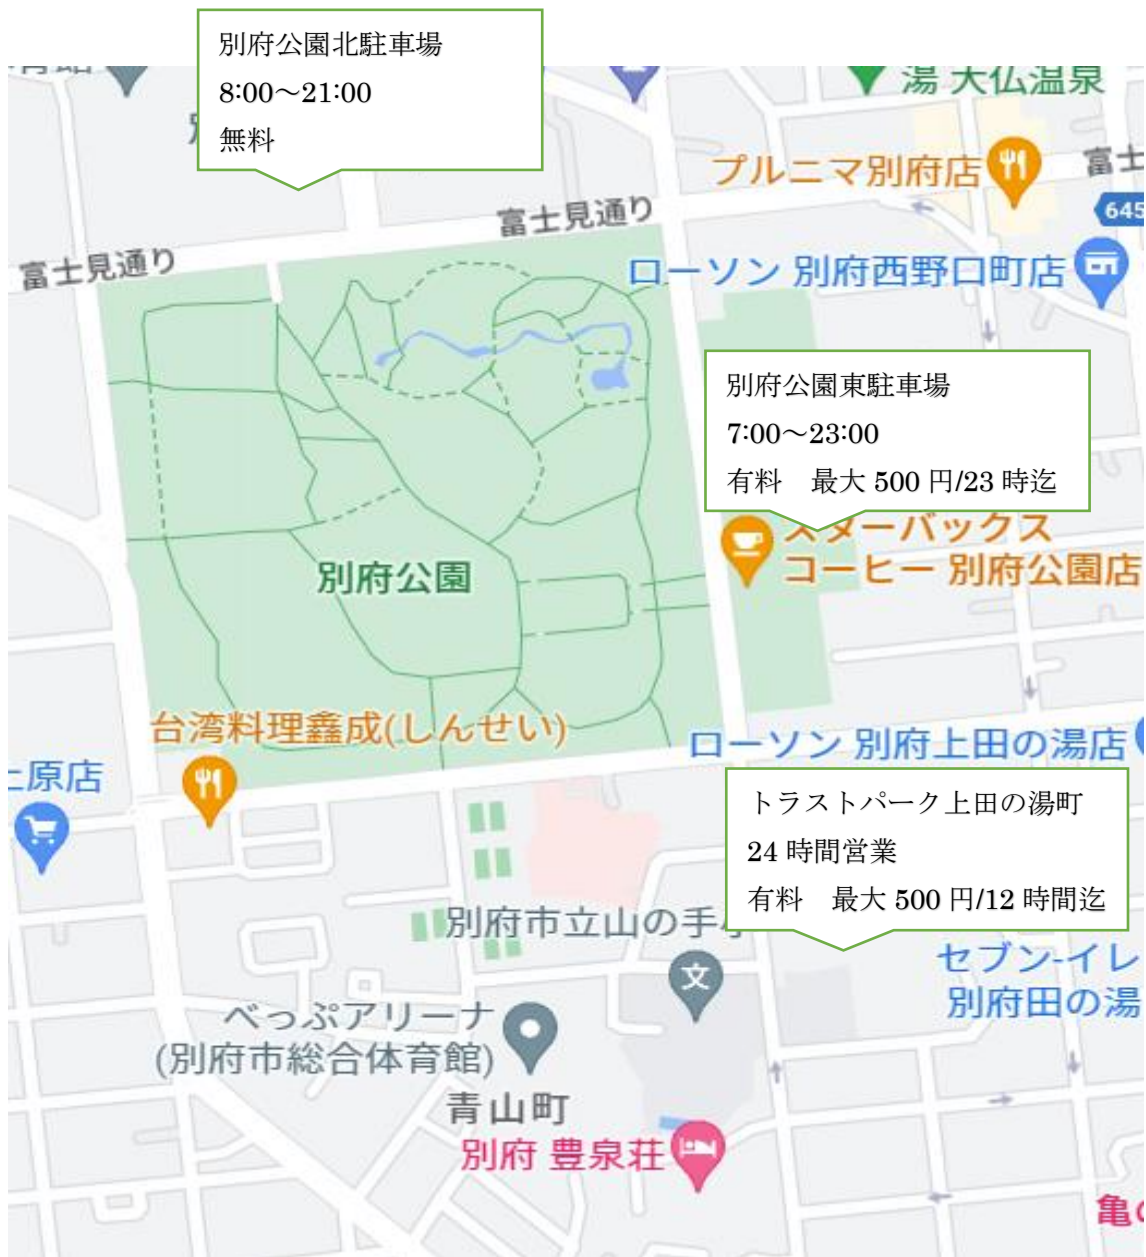 別府公園北駐車場
8:00～21:00
無料
湯 大仏温泉
プルニマ別府店
富士
645
富士見通り
富士見通り
ローソン 別府西野口町店
別府公園東駐車場
7:00～23:00
有料　最大 500 円/23 時迄
スターバックス
コーヒー 別府公園店
別府公園
台湾料理鑫成(しんせい)
ローソン 別府上田の湯店
原店
トラストパーク上田の湯町
24 時間営業
有料　最大 500 円/12 時間迄
別府市立山の手
文
セブン-イレ
別府田の湯
べっぷアリーナ
(別府市総合体育館)
青山町
別府 豊泉荘
亀の